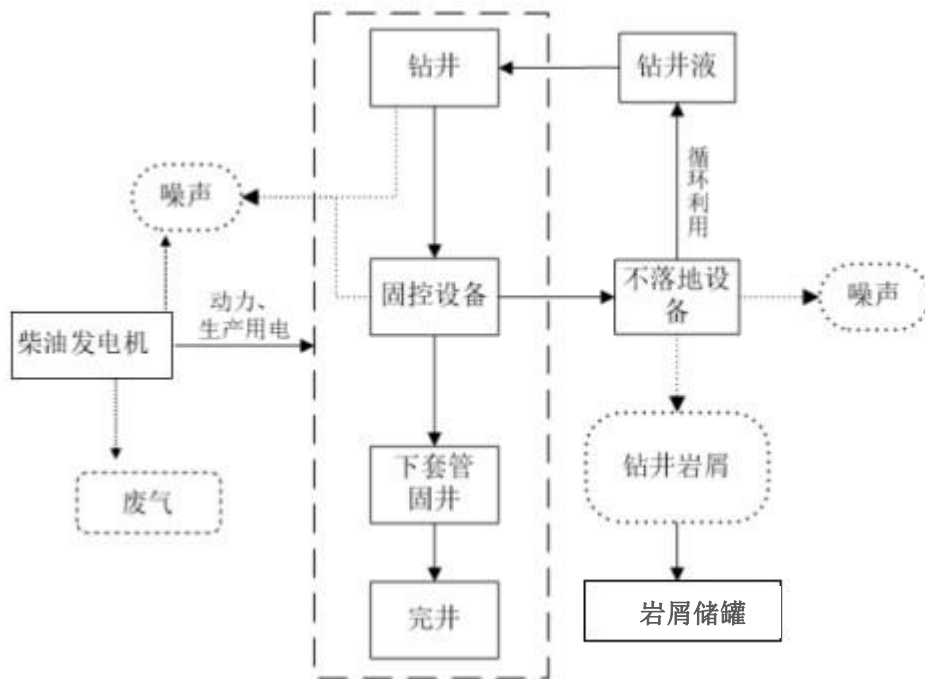 钻井
钻井液
噪声
循环利用
固控设备
不落地设
备
噪声
动力、
生产用电
柴油发电机
下套管
固井
钻井岩屑
废气
完井
岩屑储罐